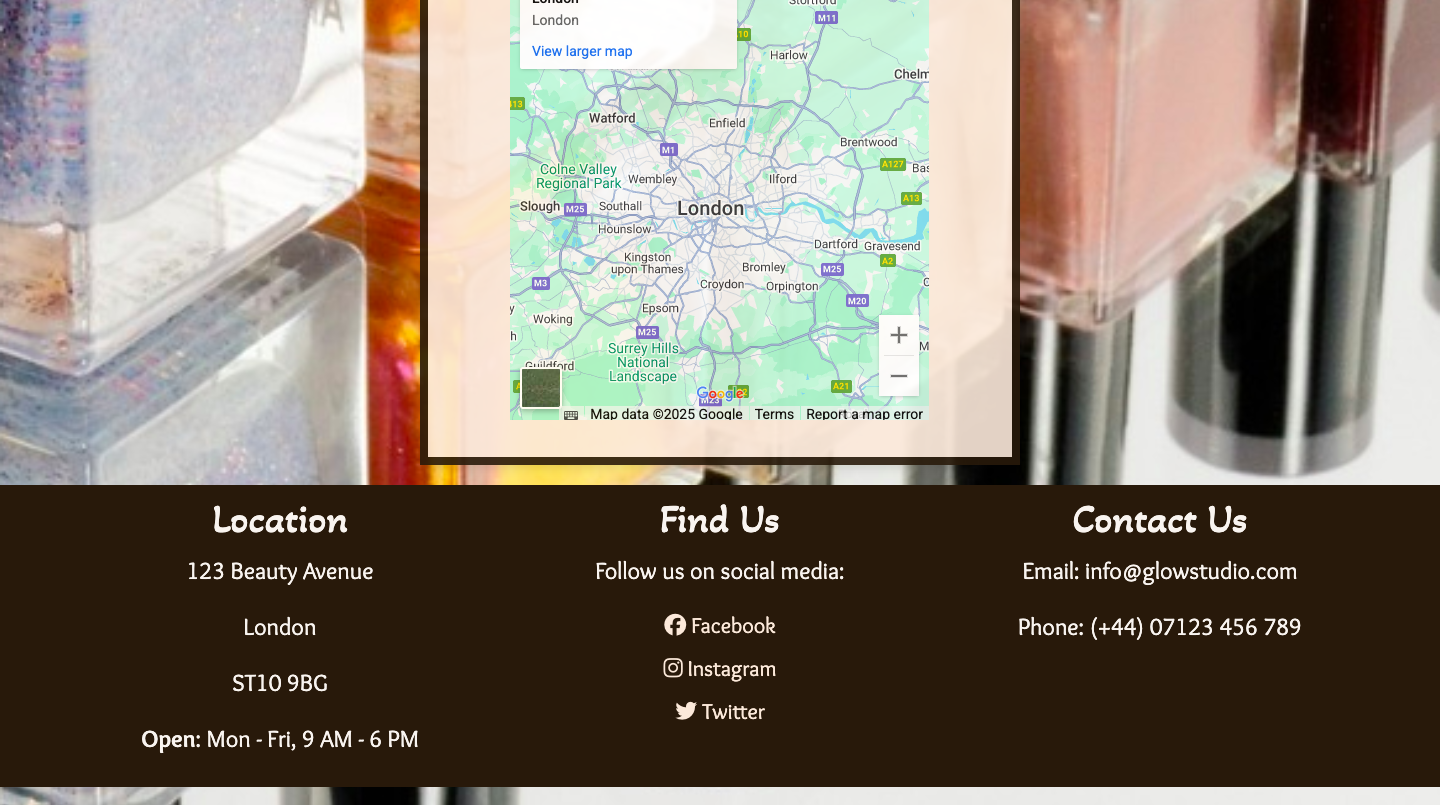 London
London
View larger map
Stortford
M11
A10
Harlow
Chelm
A13
Watford
Enfield
M1
Brentwood
A127
Bas
Colne Valley
Regional Park
Wembley
Ilford
A13
Slough
M25
Southall
London
Hounslow
Dartford
Gravesend
A2
Kingston
upon Thames
Bromley
M25
M3
Croydon
Orpington
M20
Epsom
Woking
M25
Surrey Hills
National
Landscape
Guildford
+
−
A21
Google
M23
Map data ©2025 Google
Terms
Report a map error
Location
123 Beauty Avenue
London
ST10 9BG
Open: Mon - Fri, 9 AM - 6 PM
Find Us
Follow us on social media:
Facebook
Instagram
Twitter
Contact Us
Email: info@glowstudio.com
Phone: (+44) 07123 456 789